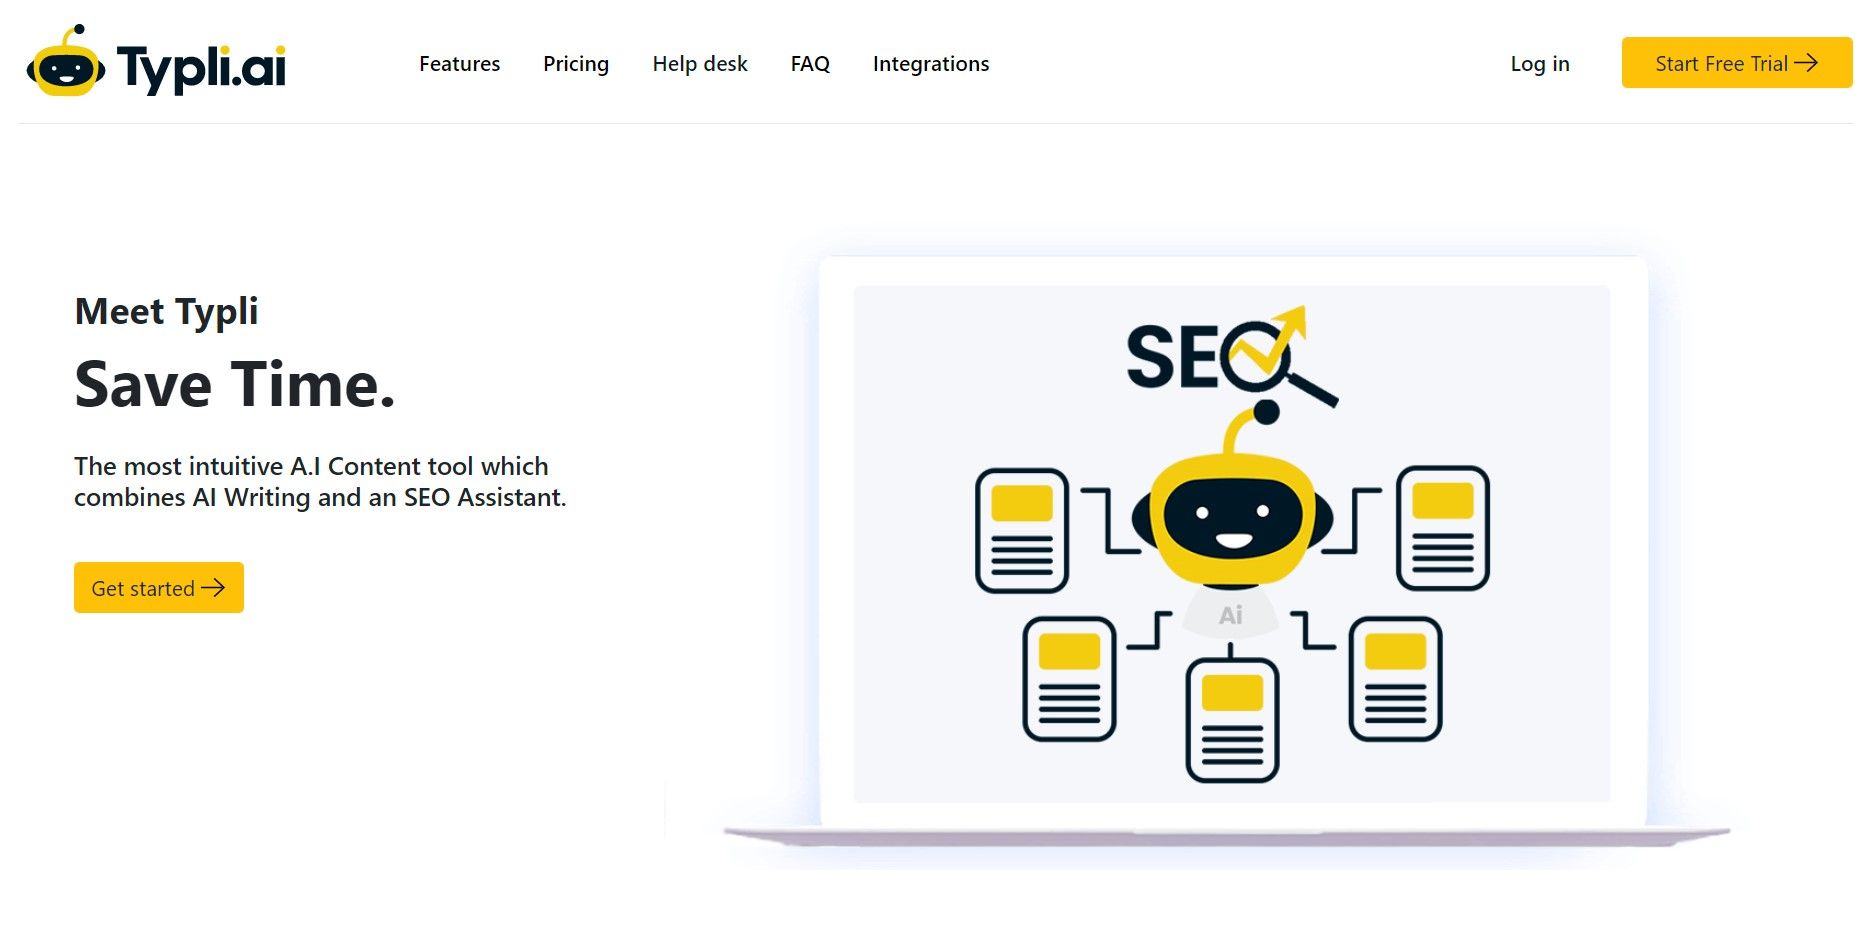 Typli.ai
Features
Pricing
Help desk
FAQ
Integrations
Log in
Start Free Trial
Meet Typli
Save Time.
The most intuitive A.I Content tool which
combines AI Writing and an SEO Assistant.
Get started
SEO
Ai